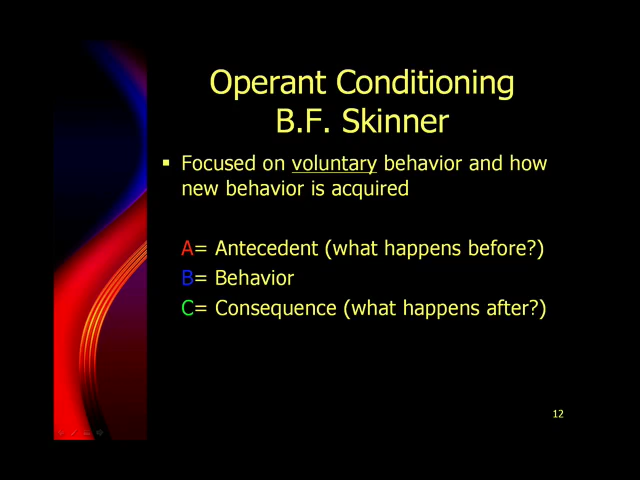 Operant Conditioning
B.F. Skinner
▪ Focused on voluntary behavior and how
new behavior is acquired
A= Antecedent (what happens before?)
B= Behavior
C= Consequence (what happens after?)
12